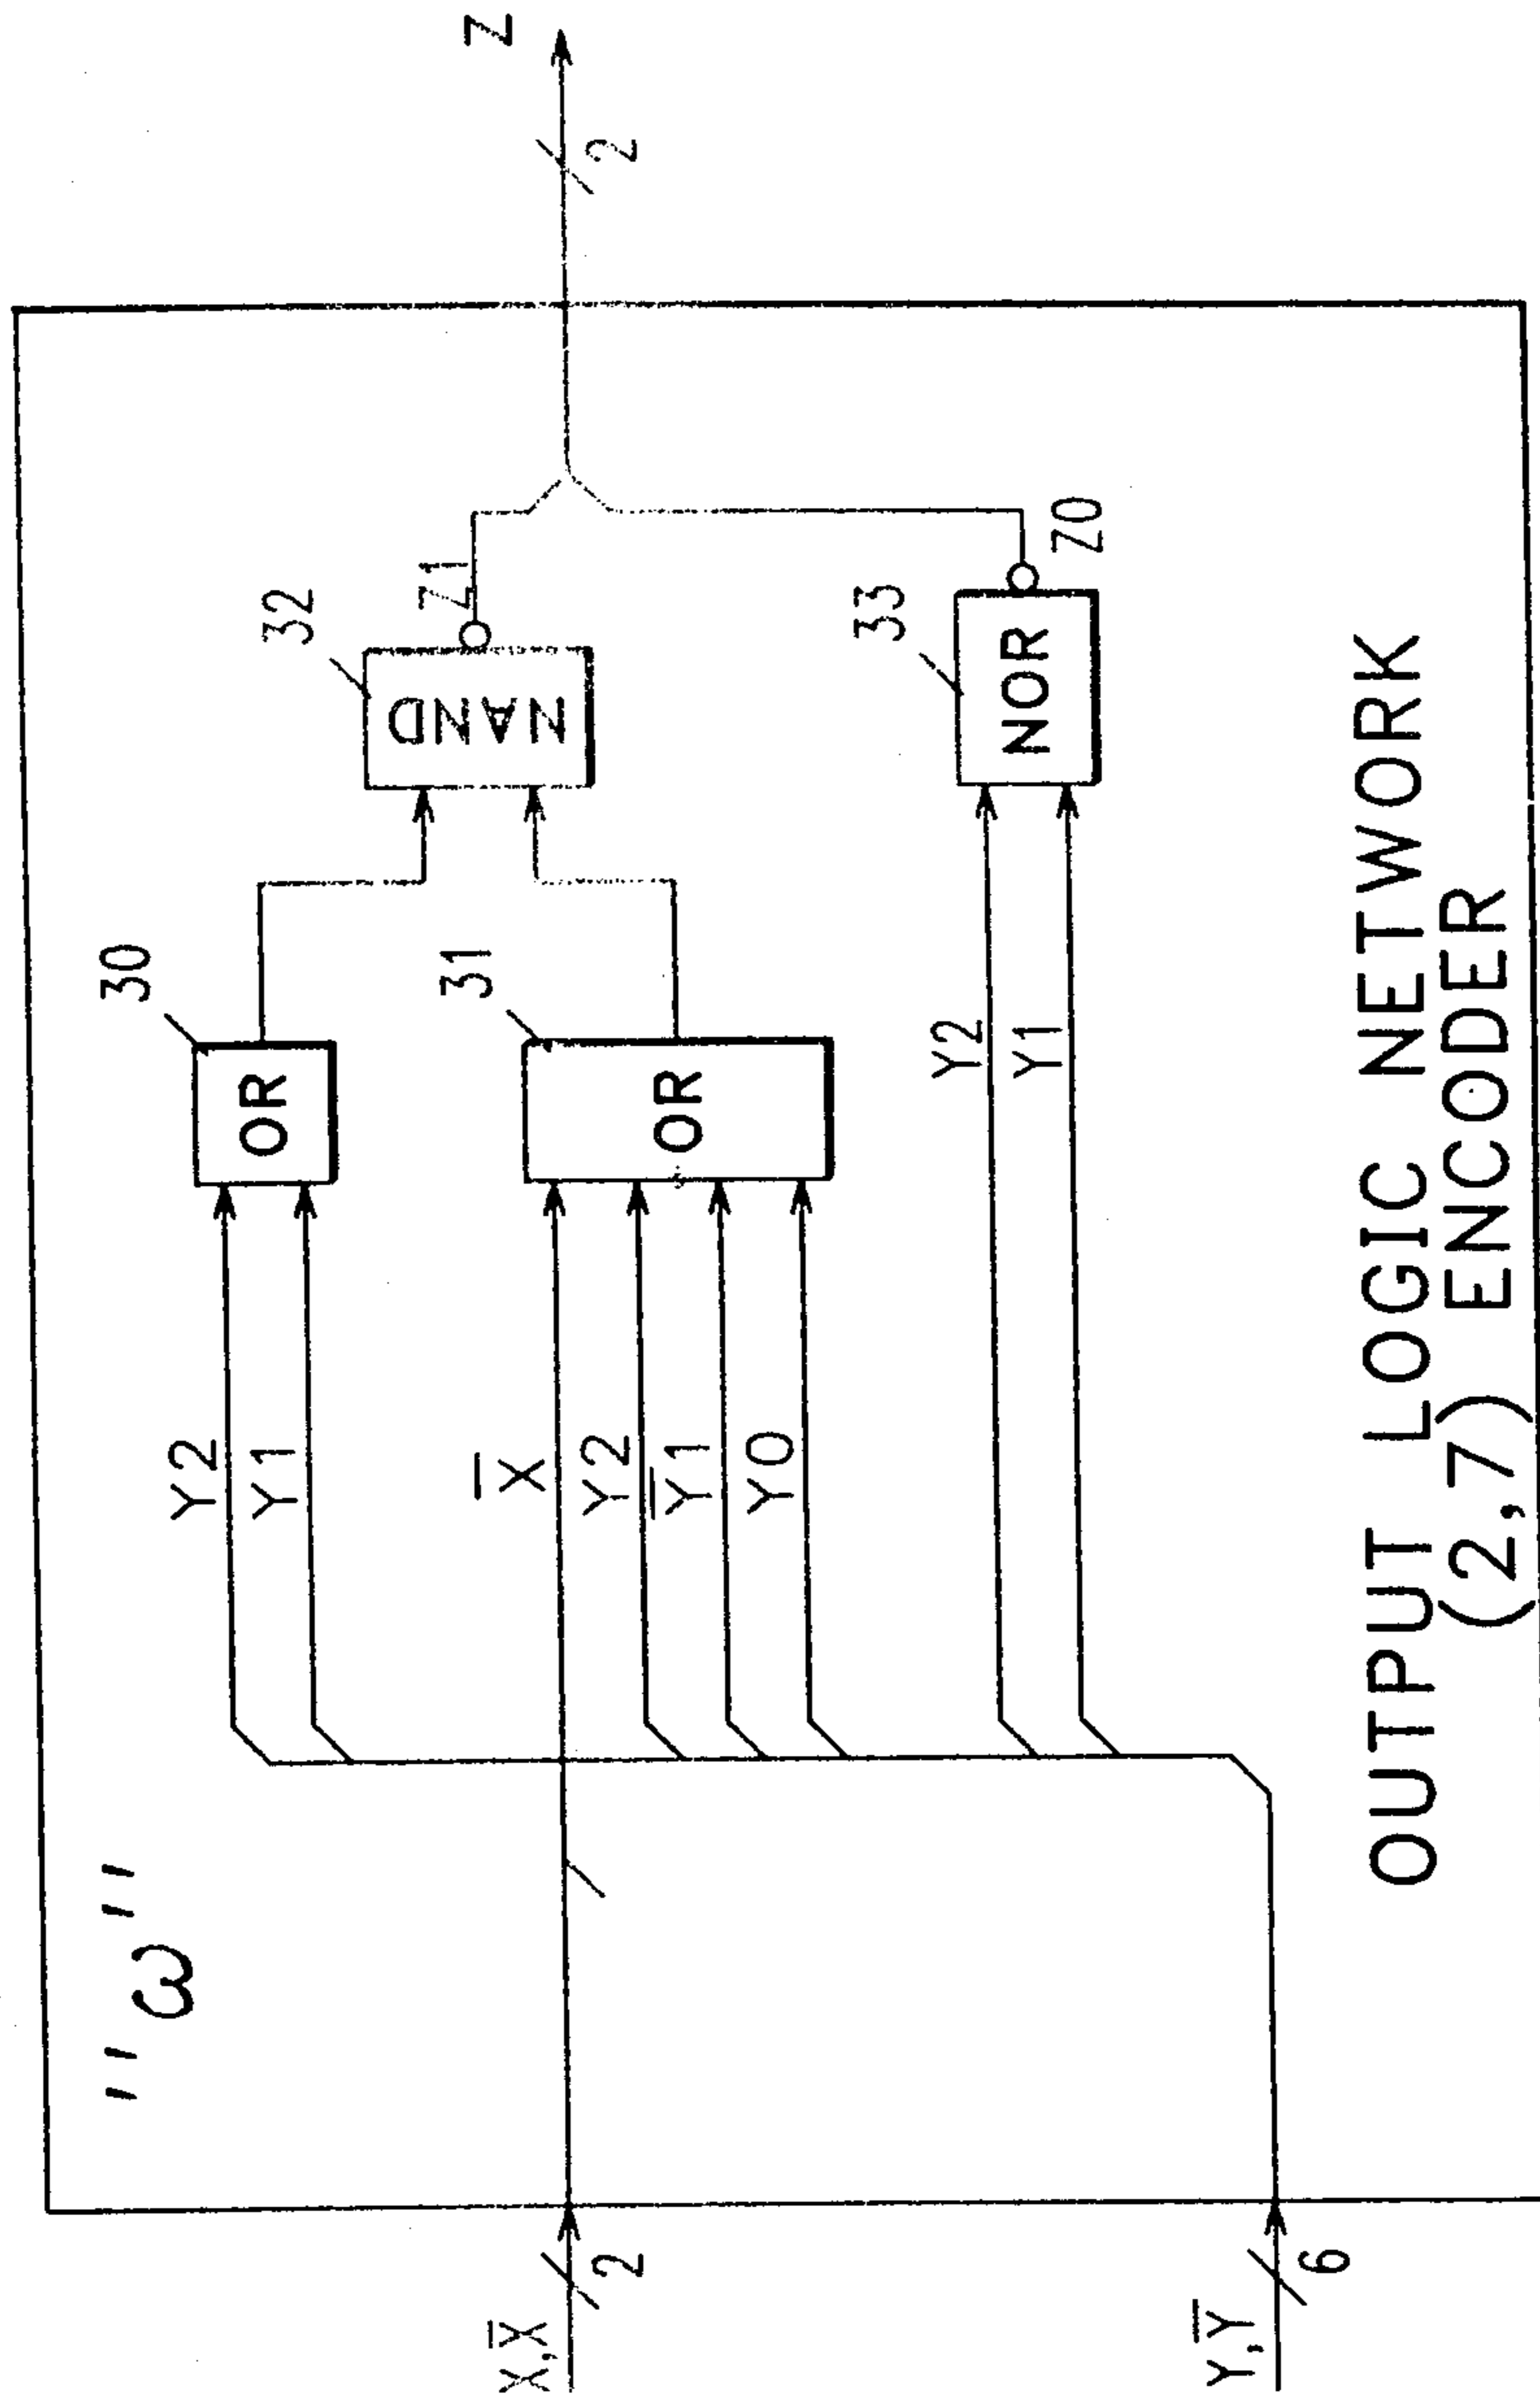 "ω"
30
Y2
OR
Y1
32
Z1
NAND
31
X̅
Y2
OR
Y̅1
Y0
Z
2
X,X̅
2
33
Y2
NOR
Y1
Z0
Y,Y̅
6
OUTPUT LOGIC NETWORK
(2,7) ENCODER